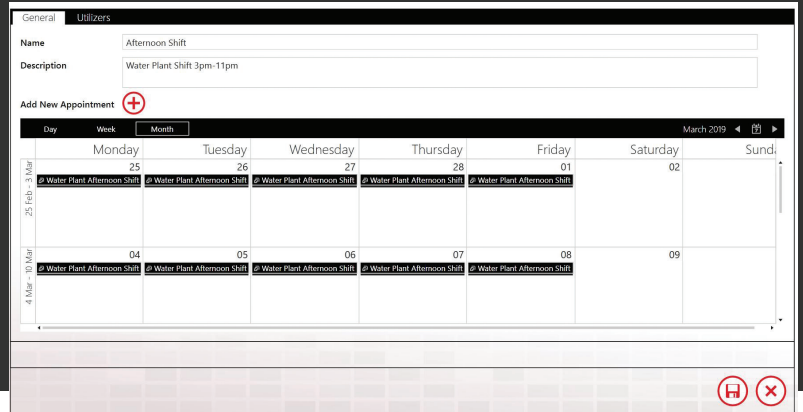 General Utilizers
Name Afternoon Shift
Description Water Plant Shift 3pm-11pm
Add New Appointment
Day Week Month March 2019
Monday Tuesday Wednesday Thursday Friday Saturday
25 Feb - 3 Mar
25 26 27 28 01 02
Water Plant Afternoon Shift Water Plant Afternoon Shift Water Plant Afternoon Shift Water Plant Afternoon Shift Water Plant Afternoon Shift
4 Mar - 10 Mar
04 05 06 07 08 09
Water Plant Afternoon Shift Water Plant Afternoon Shift Water Plant Afternoon Shift Water Plant Afternoon Shift Water Plant Afternoon Shift